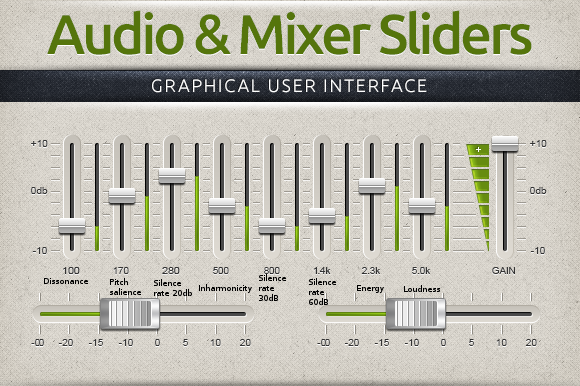 Audio & Mixer Sliders
GRAPHICAL USER INTERFACE
+10 +10
0db 0db
-10 -10
100 170 280 500 800 1.4k 2.3k 5.0k GAIN
Dissonance
Pitch
salience
Silence
rate 20db
Inharmonicity
Silence
rate
30dB
Silence
rate
60dB
Energy
Loudness
-00 -20 -15 -10 0 5 10 15 20
-00 -20 -15 -10 0 5 10 15 20